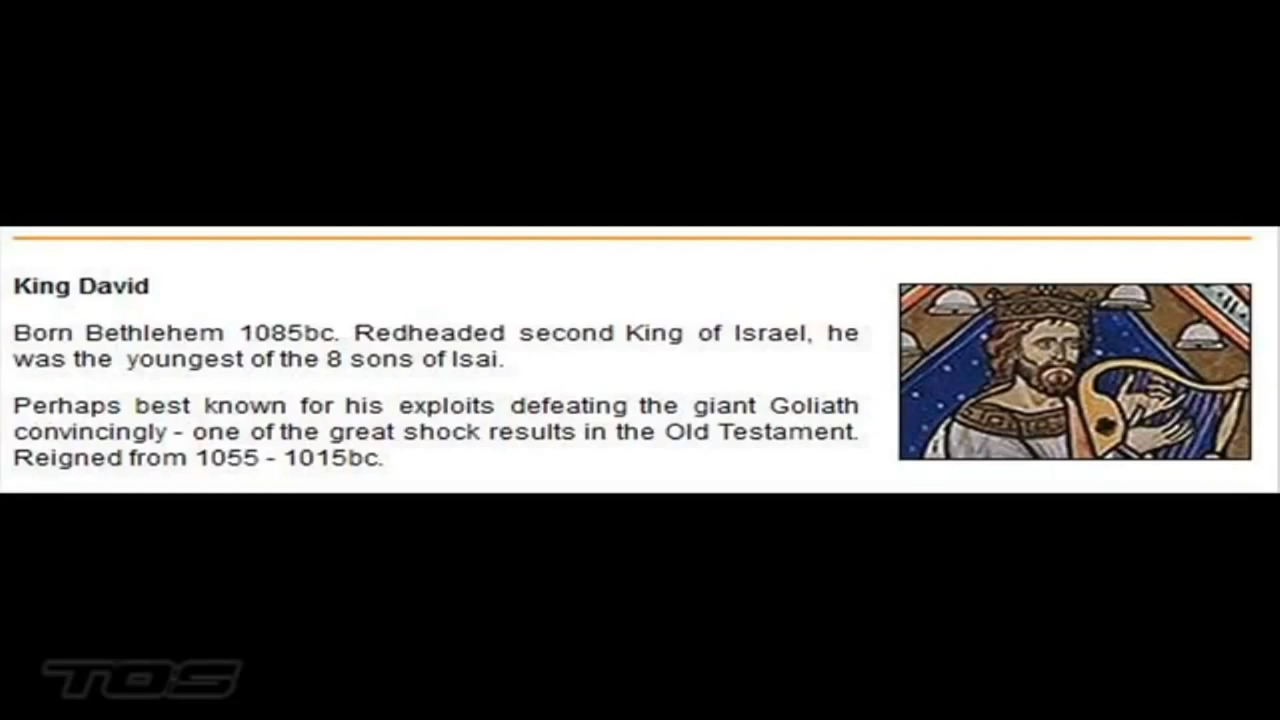 King David
Born Bethlehem 1085bc. Redheaded second King of Israel, he
was the youngest of the 8 sons of Isai.
Perhaps best known for his exploits defeating the giant Goliath
convincingly - one of the great shock results in the Old Testament.
Reigned from 1055 - 1015bc.
TOS